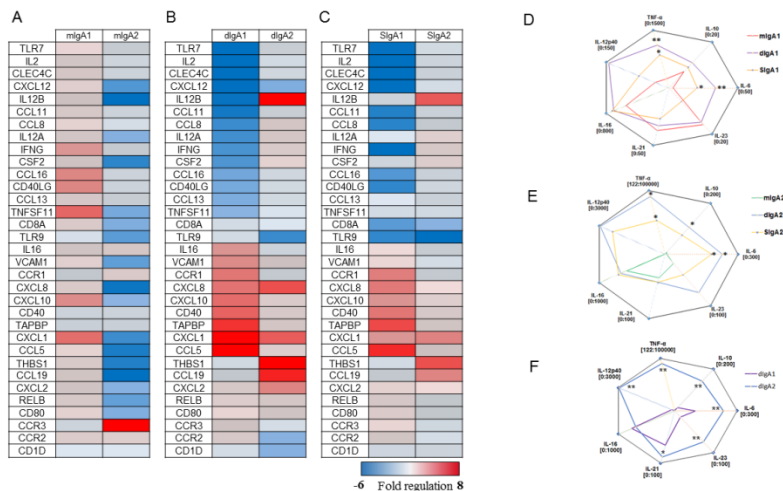 A
mIgA1 mIgA2
TLR7
IL2
CLEC4C
CXCL12
IL12B
CCL11
CCL8
IL12A
IFNG
CSF2
CCL16
CD40LG
CCL13
TNFSF11
CD8A
TLR9
IL16
VCAM1
CCR1
CXCL8
CXCL10
CD40
TAPBP
CXCL1
CCL5
THBS1
CCL19
CXCL2
RELB
CD80
CCR3
CCR2
CD1D
B
dIgA1 dIgA2
TLR7
IL2
CLEC4C
CXCL12
IL12B
CCL11
CCL8
IL12A
IFNG
CSF2
CCL16
CD40LG
CCL13
TNFSF11
CD8A
TLR9
IL16
VCAM1
CCR1
CXCL8
CXCL10
CD40
TAPBP
CXCL1
CCL5
THBS1
CCL19
CXCL2
RELB
CD80
CCR3
CCR2
CD1D
C
SIgA1 SIgA2
TLR7
IL2
CLEC4C
CXCL12
IL12B
CCL11
CCL8
IL12A
IFNG
CSF2
CCL16
CD40LG
CCL13
TNFSF11
CD8A
TLR9
IL16
VCAM1
CCR1
CXCL8
CXCL10
CD40
TAPBP
CXCL1
CCL5
THBS1
CCL19
CXCL2
RELB
CD80
CCR3
CCR2
CD1D
-6 Fold regulation 8
D
TNF-α
[0:1500]
IL-10
[0:20]
IL-6
[0:50]
IL-23
[0:20]
IL-21
[0:50]
IL-16
[0:800]
IL-12p40
[0:150]
** * * **
mIgA1
dIgA1
SIgA1
E
TNF-α
[122:100000]
IL-10
[0:200]
IL-6
[0:300]
IL-23
[0:100]
IL-21
[0:100]
IL-16
[0:1000]
IL-12p40
[0:3000]
* * * * *
mIgA2
dIgA2
SIgA2
F
TNF-α
[122:100000]
IL-10
[0:200]
IL-6
[0:300]
IL-23
[0:100]
IL-21
[0:100]
IL-16
[0:1000]
IL-12p40
[0:3000]
** ** ** ** ** *
dIgA1
dIgA2